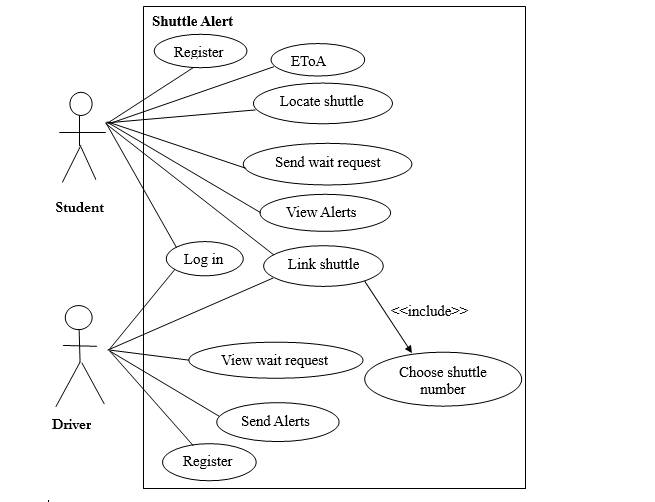 Shuttle Alert
Register
EToA
Locate shuttle
Send wait request
Student
View Alerts
Log in
Link shuttle
<<include>>
View wait request
Choose shuttle
number
Driver
Send Alerts
Register